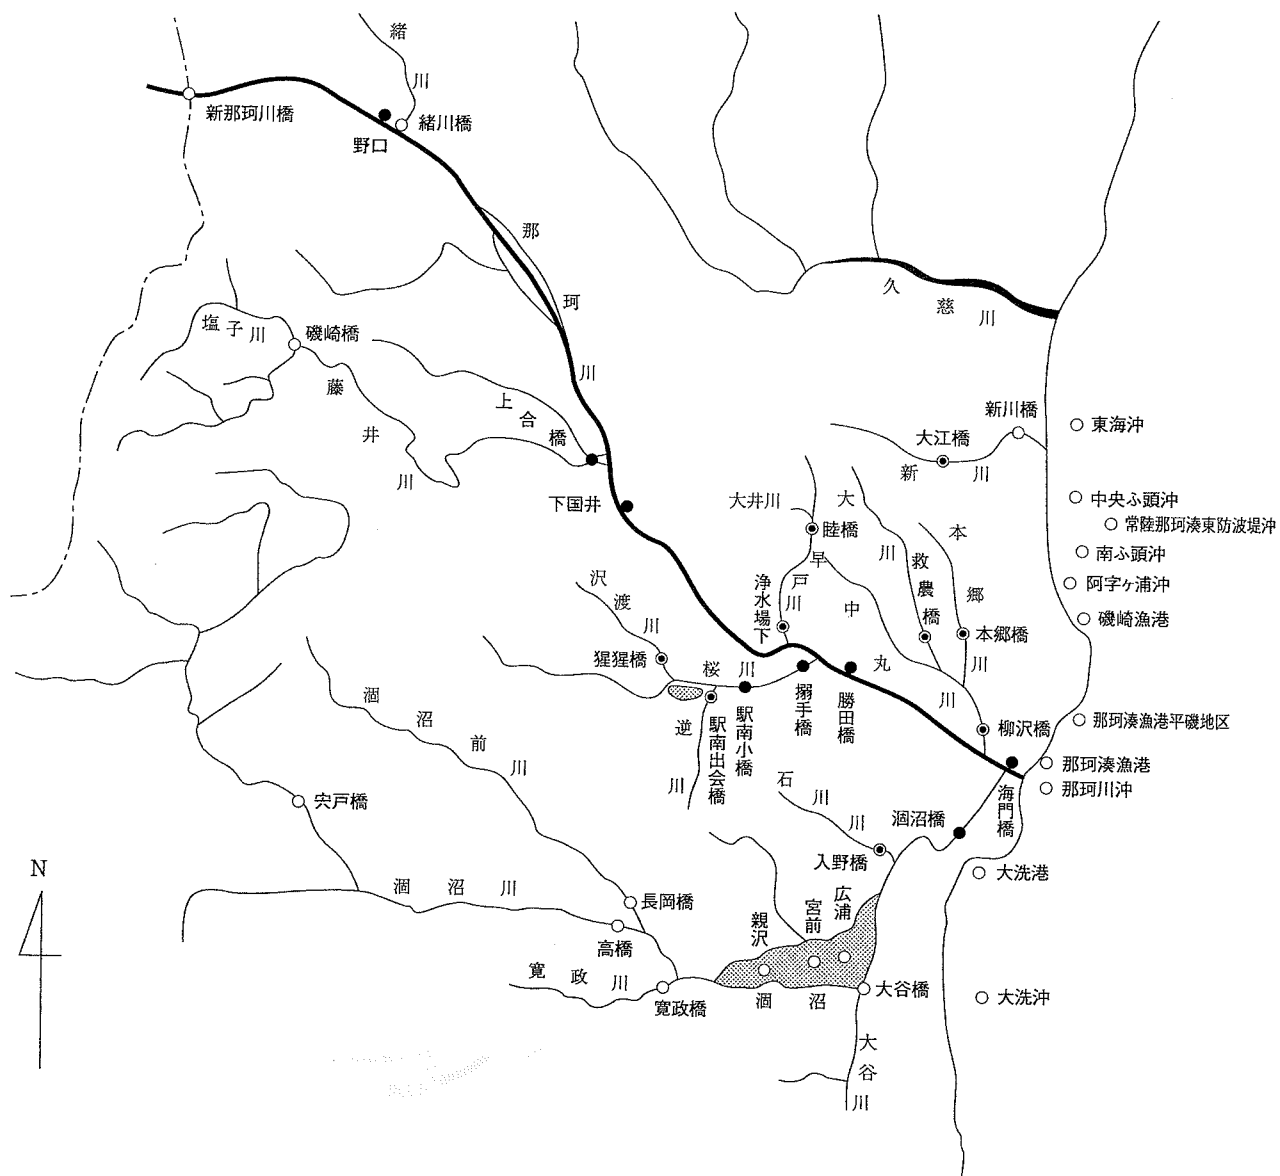 緒川
新那珂川橋
緒川橋
野口
那珂川
久慈川
塩子川
磯崎橋
藤井川
上合橋
新川橋
大江橋
新川
東海沖
下国井
大井川
大川
中央ふ頭沖
常陸那珂湊東防波堤沖
睦橋
本郷川
南ふ頭沖
沢渡川
浄水場下
早戸川
救農橋
阿字ヶ浦沖
中丸川
磯崎漁港
本郷橋
猩猩橋
桜川
搦手橋
勝田橋
涸沼前川
逆川
駅南出会橋
駅南小橋
柳沢橋
那珂湊漁港平磯地区
那珂湊漁港
那珂川沖
石川川
海門橋
宍戸橋
涸沼橋
入野橋
大洗港
N
涸沼川
長岡橋
高橋
親沢
宮前
広浦
寛政川
寛政橋
涸沼
大谷橋
大洗沖
大谷川